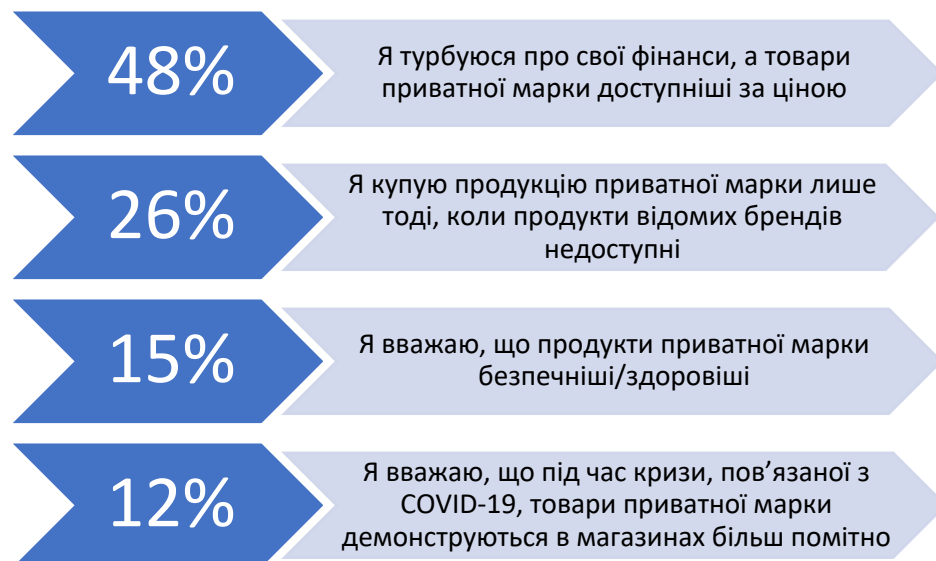 48%
Я турбуюся про свої фінанси, а товари
приватної марки доступніші за ціною
26%
Я купую продукцію приватної марки лише
тоді, коли продукти відомих брендів
недоступні
15%
Я вважаю, що продукти приватної марки
безпечніші/здоровіші
12%
Я вважаю, що під час кризи, пов’язаної з
COVID-19, товари приватної марки
демонструються в магазинах більш помітно